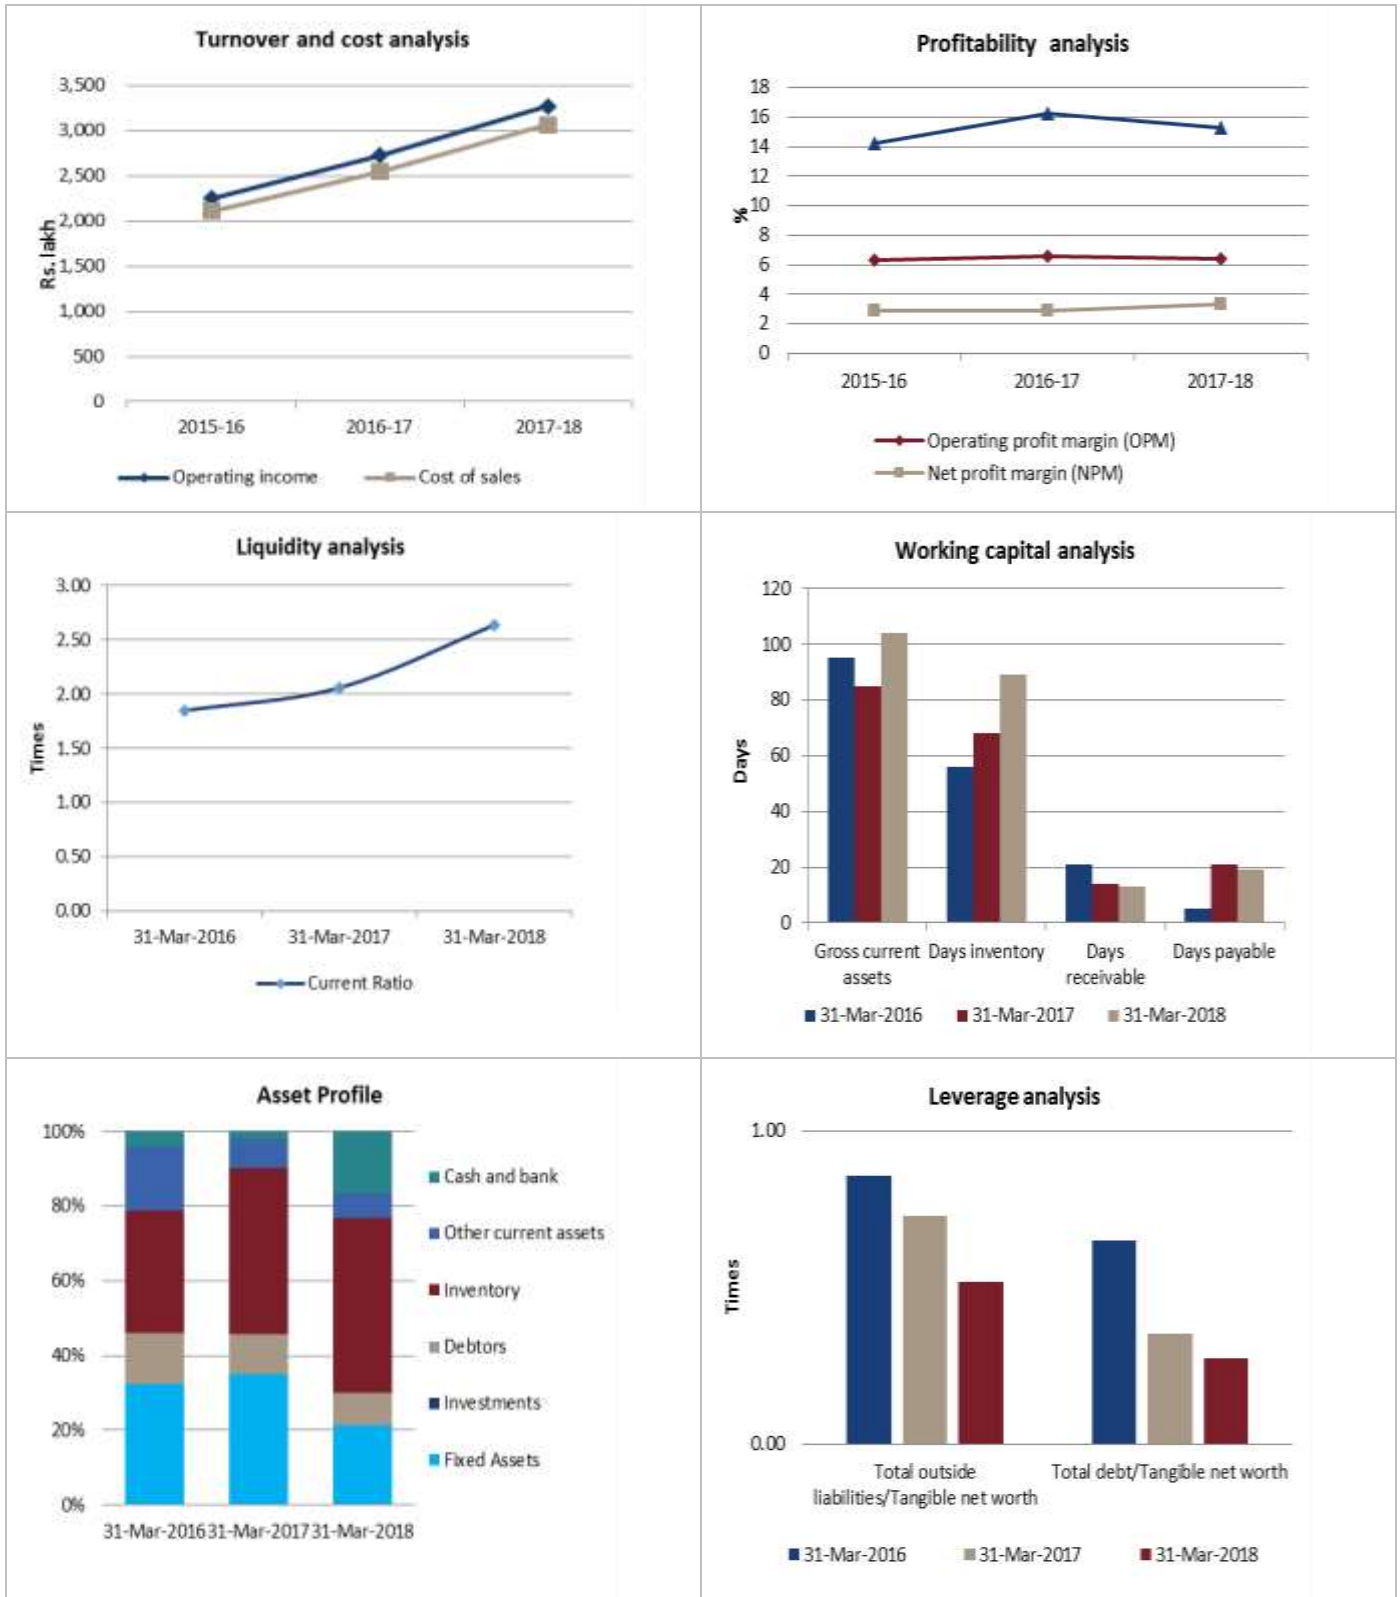 Turnover and cost analysis
3,500
3,000
2,500
2,000
1,500
1,000
500
0
Rs. lakh
2015-16 2016-17 2017-18
Operating income Cost of sales
Profitability analysis
18
16
14
12
10
8
6
4
2
0
%
2015-16 2016-17 2017-18
Operating profit margin (OPM)
Net profit margin (NPM)
Liquidity analysis
3.00
2.50
2.00
1.50
1.00
0.50
0.00
Times
31-Mar-2016 31-Mar-2017 31-Mar-2018
Current Ratio
Working capital analysis
120
100
80
60
40
20
0
Days
Gross current assets Days inventory Days receivable Days payable
31-Mar-2016 31-Mar-2017 31-Mar-2018
Asset Profile
100%
80%
60%
40%
20%
0%
Cash and bank
Other current assets
Inventory
Debtors
Investments
Fixed Assets
31-Mar-2016 31-Mar-2017 31-Mar-2018
Leverage analysis
1.00
0.00
Times
Total outside liabilities/Tangible net worth Total debt/Tangible net worth
31-Mar-2016 31-Mar-2017 31-Mar-2018